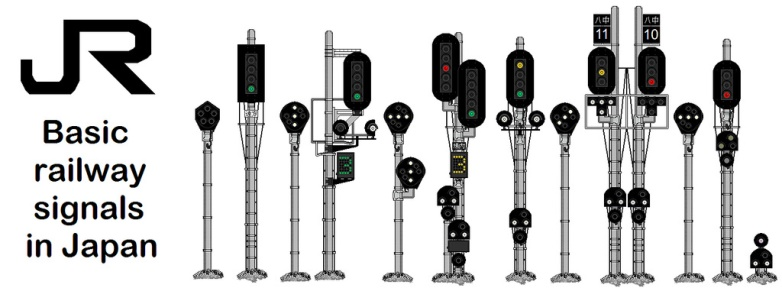 JR
Basic
railway
signals
in Japan
八中
11
八中
10